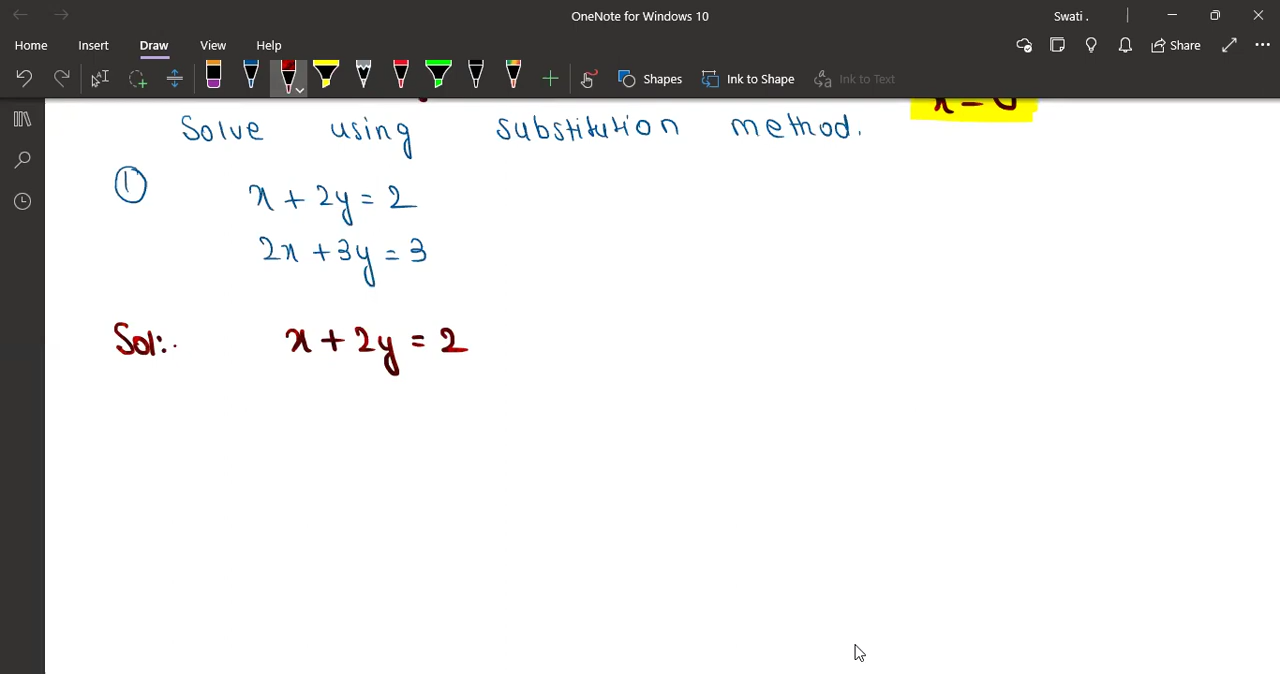 OneNote for Windows 10
Swati .
Home Insert Draw View Help
Share
Shapes Ink to Shape Ink to Text
Solve using substitution method.
① x + 2y = 2
2x + 3y = 3
Sol:. x + 2y = 2